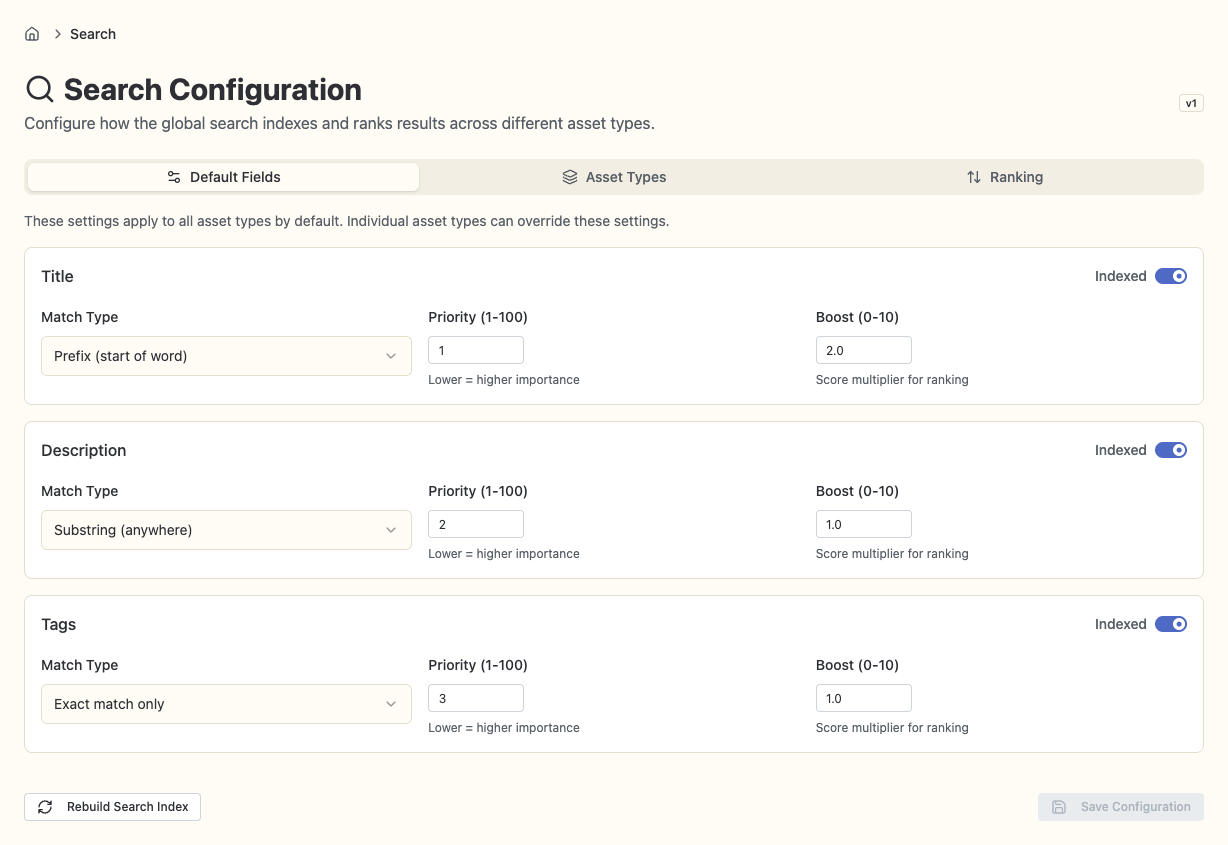 Search
Search Configuration
v1
Configure how the global search indexes and ranks results across different asset types.
Default Fields
Asset Types
Ranking
These settings apply to all asset types by default. Individual asset types can override these settings.
Title
Indexed
Match Type
Priority (1-100)
Boost (0-10)
Prefix (start of word)
1
2.0
Lower = higher importance
Score multiplier for ranking
Description
Indexed
Match Type
Priority (1-100)
Boost (0-10)
Substring (anywhere)
2
1.0
Lower = higher importance
Score multiplier for ranking
Tags
Indexed
Match Type
Priority (1-100)
Boost (0-10)
Exact match only
3
1.0
Lower = higher importance
Score multiplier for ranking
Rebuild Search Index
Save Configuration